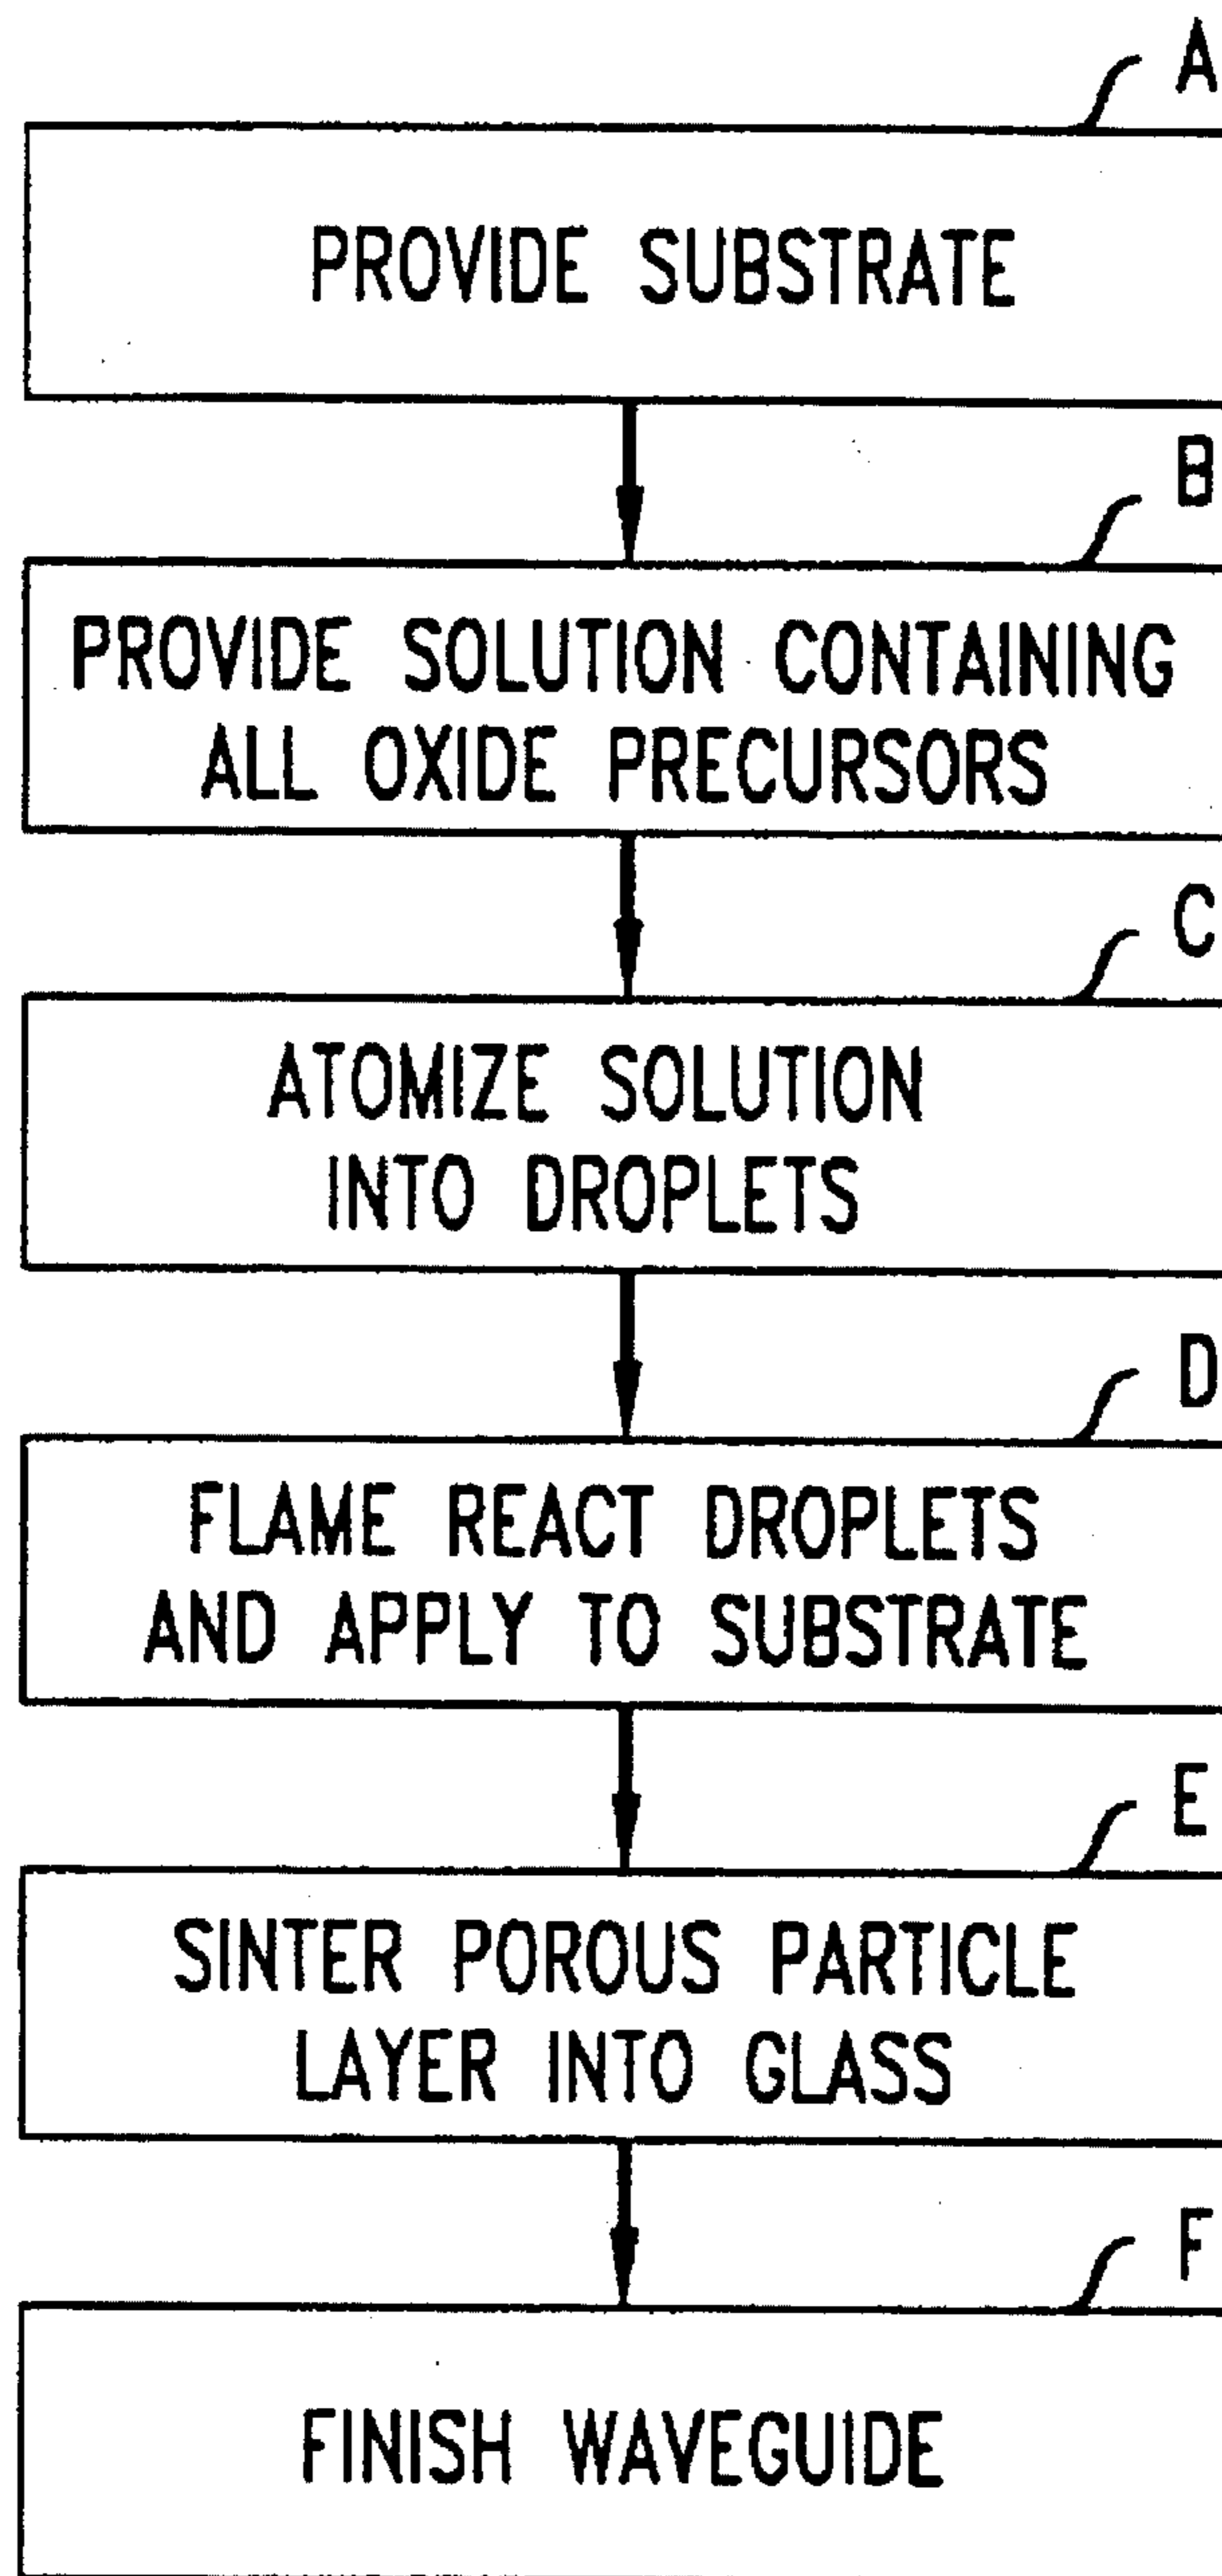 A
PROVIDE SUBSTRATE
B
PROVIDE SOLUTION CONTAINING
ALL OXIDE PRECURSORS
C
ATOMIZE SOLUTION
INTO DROPLETS
D
FLAME REACT DROPLETS
AND APPLY TO SUBSTRATE
E
SINTER POROUS PARTICLE
LAYER INTO GLASS
F
FINISH WAVEGUIDE